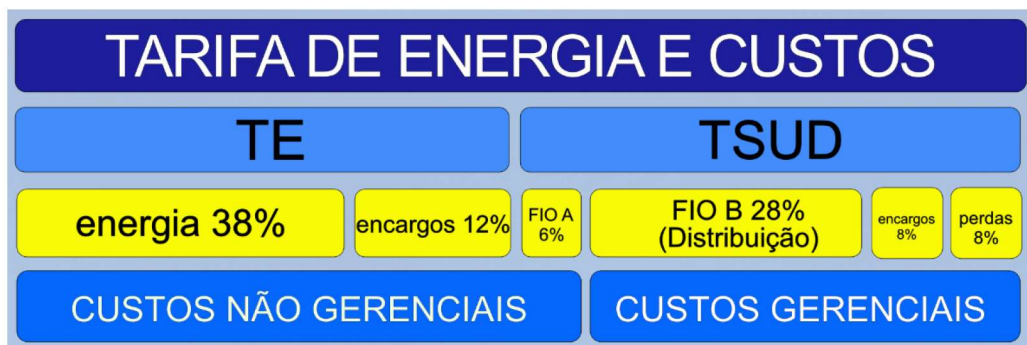 TARIFA DE ENERGIA E CUSTOS
TE
TSUD
energia 38%
encargos 12%
FIO A
6%
FIO B 28%
(Distribuição)
encargos
8%
perdas
8%
CUSTOS NÃO GERENCIAIS
CUSTOS GERENCIAIS